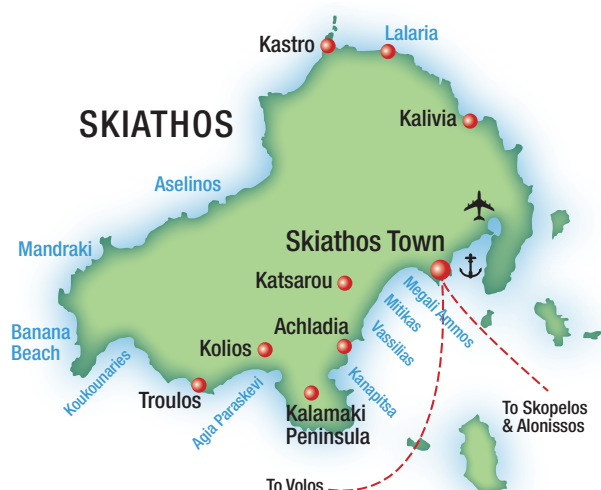 Kastro
Lalaria
SKIATHOS
Kalivia
Aselinos
Skiathos Town
Mandraki
Katsarou
Megali Ammos
Mitikas
Vassilias
Achladia
Banana
Beach
Kolios
Koukounaries
Kanapitsa
Troulos
Agia Paraskevi
Kalamaki
Peninsula
To Skopelos
& Alonissos
To Volos